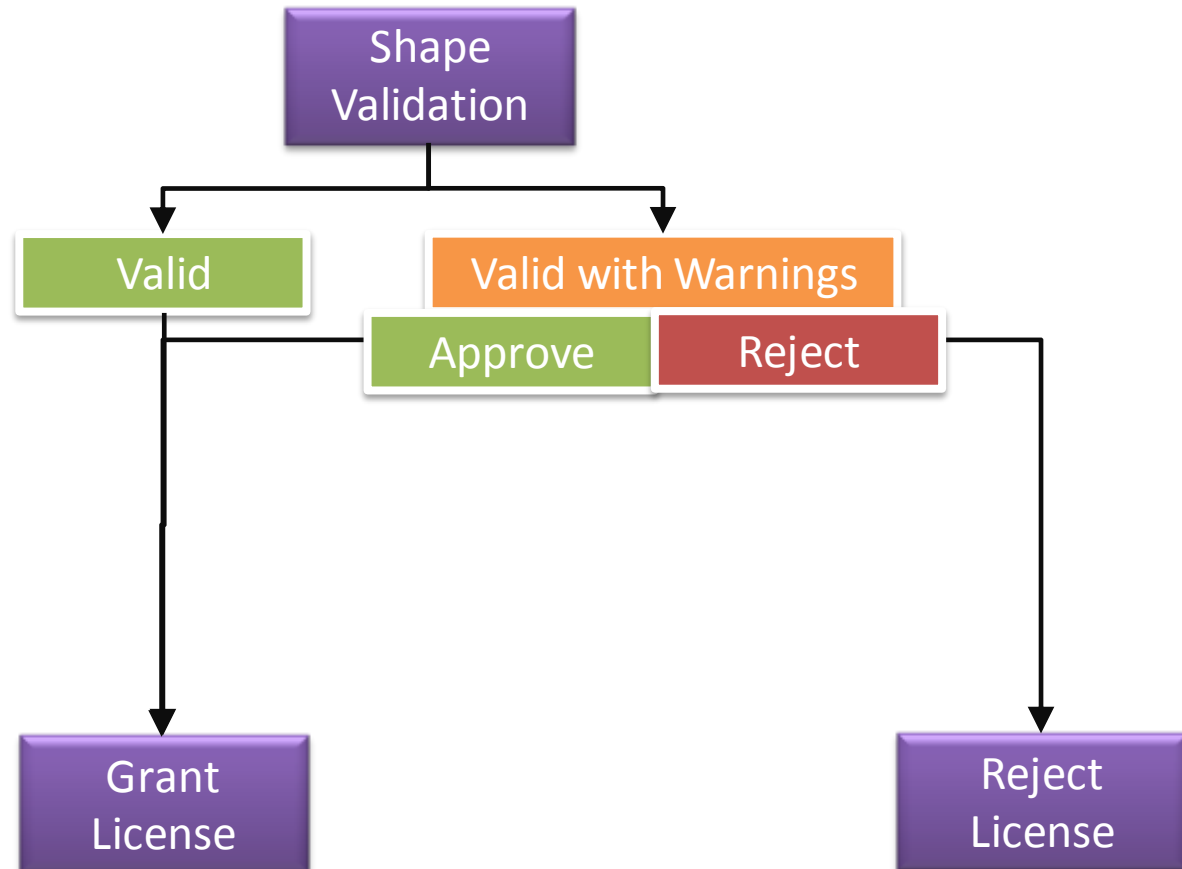 Shape
Validation
Valid
Valid with Warnings
Approve
Reject
Grant
License
Reject
License